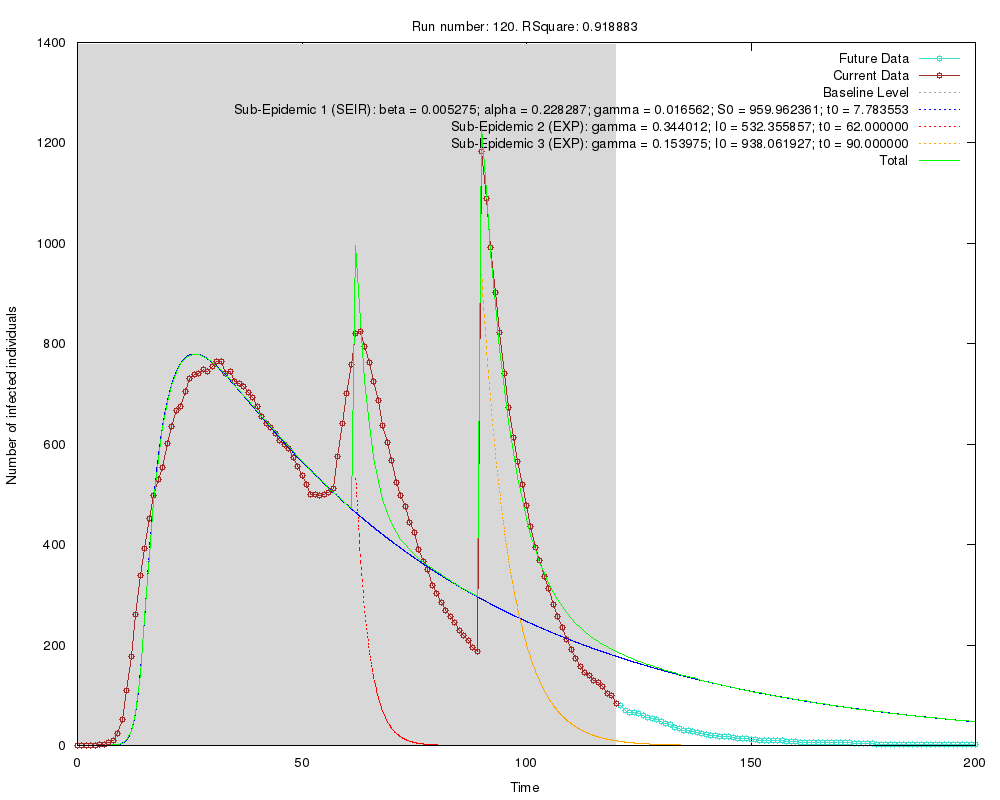 Run number: 120. RSquare: 0.918883
Future Data
Current Data
Baseline Level
Sub-Epidemic 1 (SEIR): beta = 0.005275; alpha = 0.228287; gamma = 0.016562; S0 = 959.962361; t0 = 7.783553
Sub-Epidemic 2 (EXP): gamma = 0.344012; I0 = 532.355857; t0 = 62.000000
Sub-Epidemic 3 (EXP): gamma = 0.153975; I0 = 938.061927; t0 = 90.000000
Total
1400
1200
1000
800
600
400
200
0
Number of infected individuals
0 50 100 150 200
Time